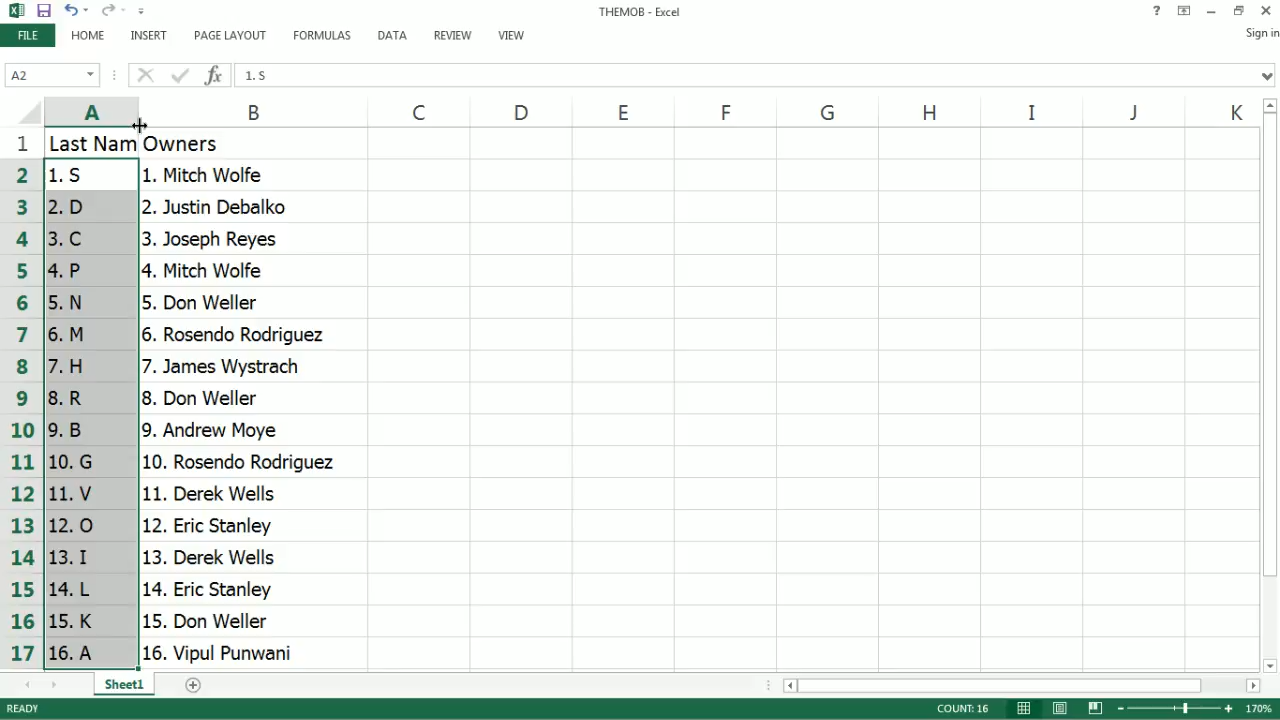 THEMOB - Excel
?
FILE HOME INSERT PAGE LAYOUT FORMULAS DATA REVIEW VIEW
Sign in
A2 fx 1. S
A B C D E F G H I J K
1 Last Nam Owners
2 1. S 1. Mitch Wolfe
3 2. D 2. Justin Debalko
4 3. C 3. Joseph Reyes
5 4. P 4. Mitch Wolfe
6 5. N 5. Don Weller
7 6. M 6. Rosendo Rodriguez
8 7. H 7. James Wystrach
9 8. R 8. Don Weller
10 9. B 9. Andrew Moye
11 10. G 10. Rosendo Rodriguez
12 11. V 11. Derek Wells
13 12. O 12. Eric Stanley
14 13. I 13. Derek Wells
15 14. L 14. Eric Stanley
16 15. K 15. Don Weller
17 16. A 16. Vipul Punwani
Sheet1
READY COUNT: 16 170%